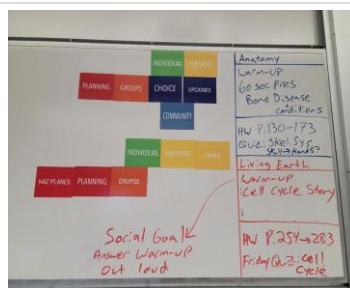 INDIVIDUAL PARTNERS
PLANNING GROUPS CHOICE OPCIONES
COMMUNITY
INDIVIDUAL PARTNERS
HAZ PLANES PLANNING GRUPOS
Social Goal
Answer Warm-up
Out loud
Anatomy
Warm-up
60 sec Pres.
Bone Disease
+ conditions
HW P.130-173
Quz. Skel. Sys
Living Earth
Warm-up
Cell Cycle Story
HW P.254→283
Friday Quiz: Cell
Cycle